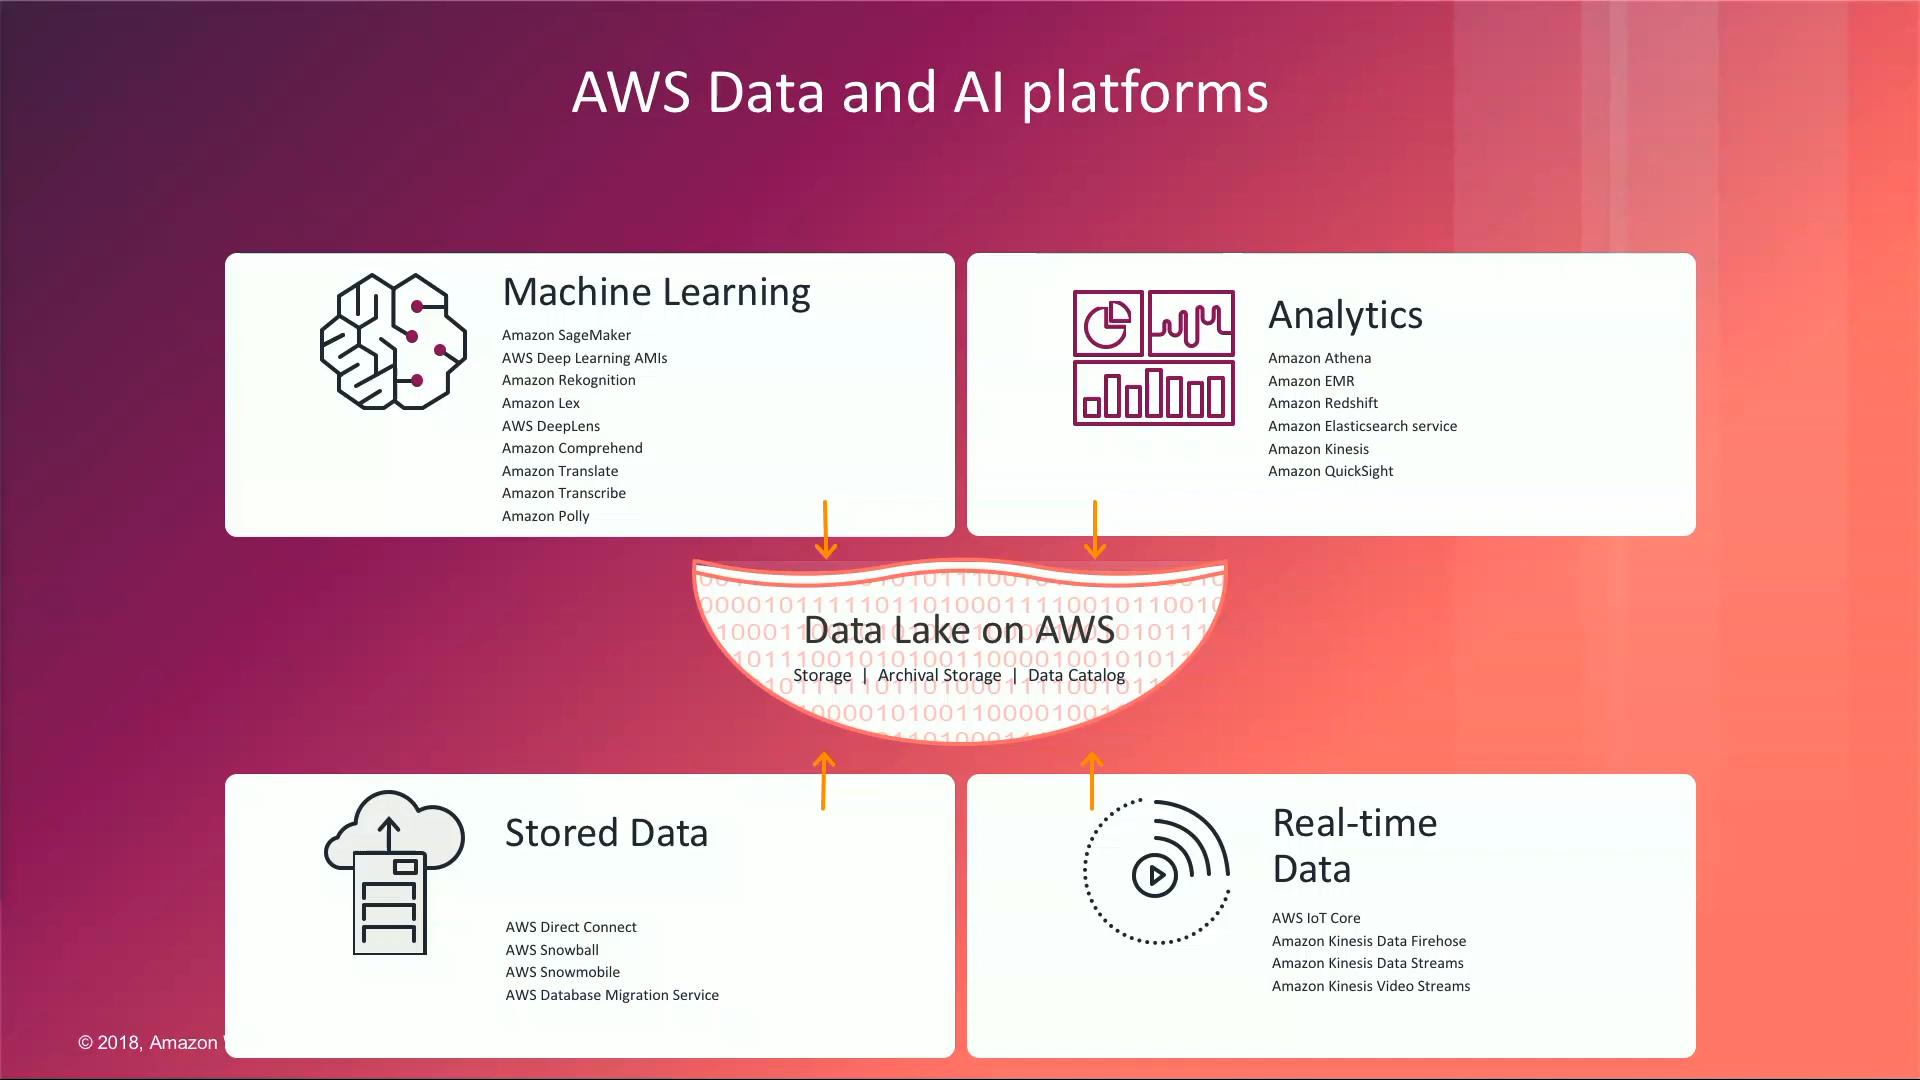 AWS Data and AI platforms
Machine Learning
Amazon SageMaker
AWS Deep Learning AMIs
Amazon Rekognition
Amazon Lex
AWS DeepLens
Amazon Comprehend
Amazon Translate
Amazon Transcribe
Amazon Polly
Analytics
Amazon Athena
Amazon EMR
Amazon Redshift
Amazon Elasticsearch service
Amazon Kinesis
Amazon QuickSight
Data Lake on AWS
Storage | Archival Storage | Data Catalog
Stored Data
AWS Direct Connect
AWS Snowball
AWS Snowmobile
AWS Database Migration Service
Real-time
Data
AWS IoT Core
Amazon Kinesis Data Firehose
Amazon Kinesis Data Streams
Amazon Kinesis Video Streams
© 2018, Amazon